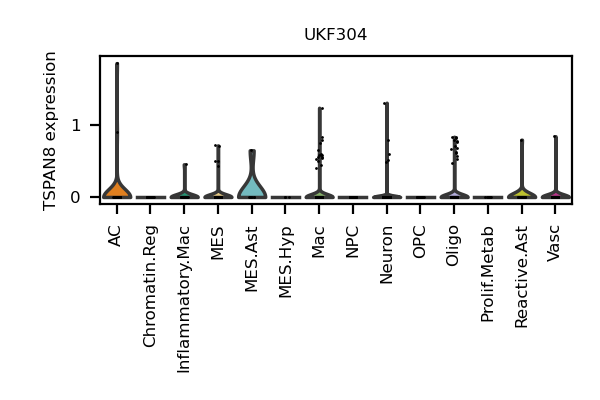 UKF304
TSPAN8 expression
1
0
AC
Chromatin.Reg
Inflammatory.Mac
MES
MES.Ast
MES.Hyp
Mac
NPC
Neuron
OPC
Oligo
Prolif.Metab
Reactive.Ast
Vasc